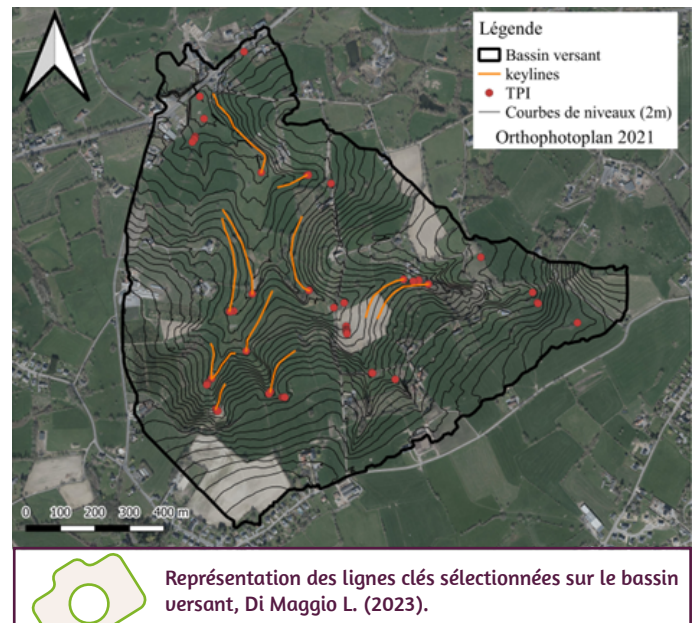 Légende
Bassin versant
keylines
TPI
Courbes de niveaux (2m)
Orthophotoplan 2021
0 100 200 300 400 m
Représentation des lignes clés sélectionnées sur le bassin
versant, Di Maggio L. (2023).